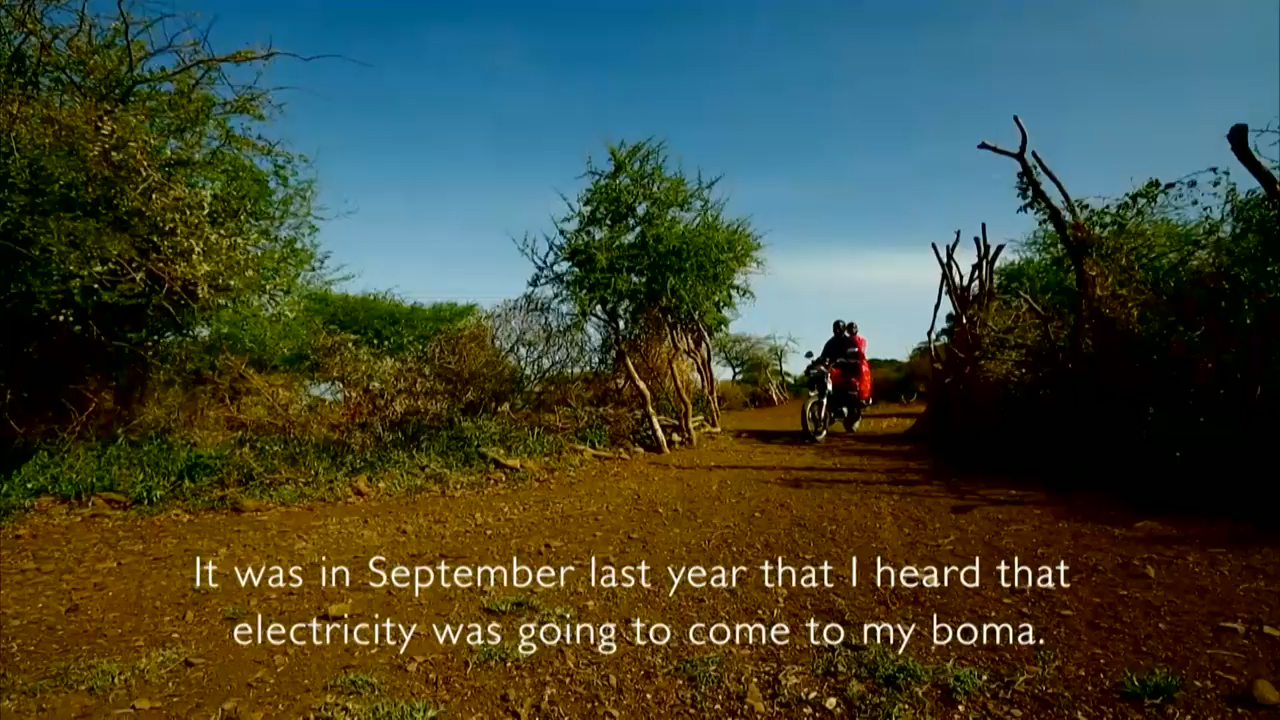 It was in September last year that I heard that
electricity was going to come to my boma.